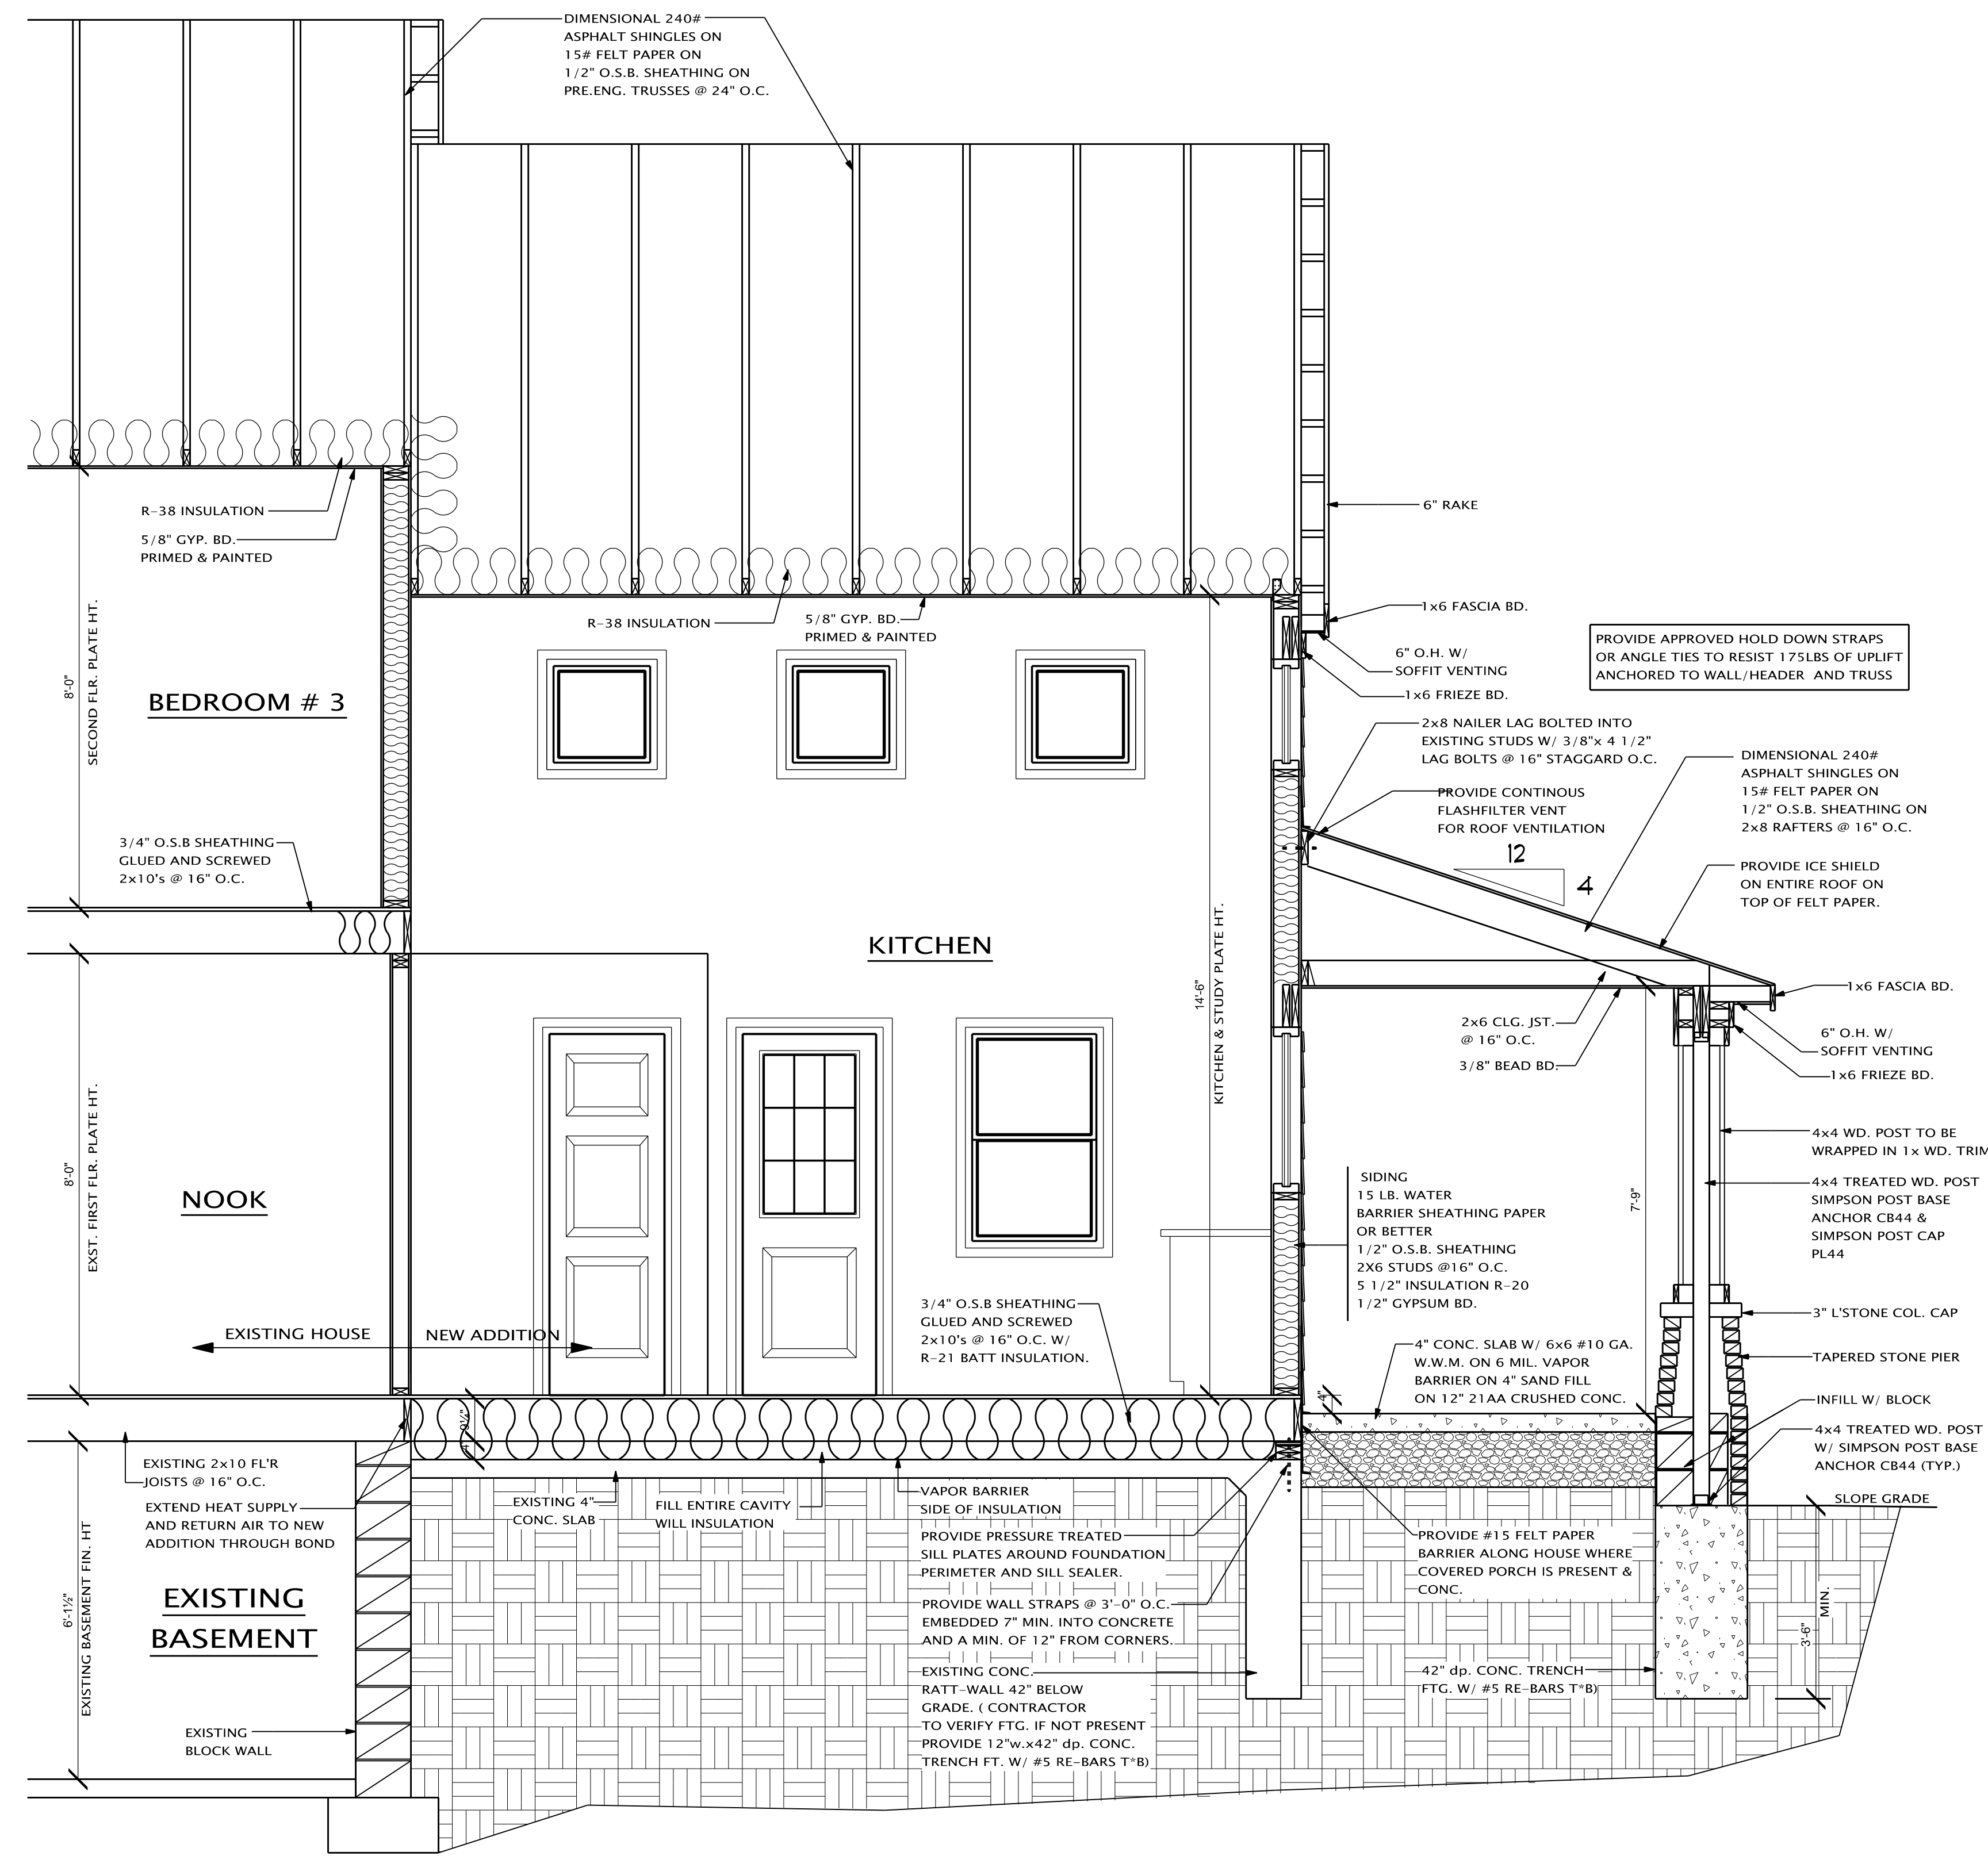 DIMENSIONAL 240#
ASPHALT SHINGLES ON
15# FELT PAPER ON
1/2" O.S.B. SHEATHING ON
PRE.ENG. TRUSSES @ 24" O.C.
R-38 INSULATION
5/8" GYP. BD.
PRIMED & PAINTED
8'-0"
SECOND FLR. PLATE HT.
BEDROOM # 3
3/4" O.S.B SHEATHING
GLUED AND SCREWED
2x10's @ 16" O.C.
R-38 INSULATION
5/8" GYP. BD.
PRIMED & PAINTED
KITCHEN
14'-6"
KITCHEN & STUDY PLATE HT.
6" RAKE
1x6 FASCIA BD.
6" O.H. W/
SOFFIT VENTING
1x6 FRIEZE BD.
PROVIDE APPROVED HOLD DOWN STRAPS
OR ANGLE TIES TO RESIST 175LBS OF UPLIFT
ANCHORED TO WALL/HEADER AND TRUSS
2x8 NAILER LAG BOLTED INTO
EXISTING STUDS W/ 3/8"x 4 1/2"
LAG BOLTS @ 16" STAGGARD O.C.
PROVIDE CONTINOUS
FLASHFILTER VENT
FOR ROOF VENTILATION
12
4
DIMENSIONAL 240#
ASPHALT SHINGLES ON
15# FELT PAPER ON
1/2" O.S.B. SHEATHING ON
2x8 RAFTERS @ 16" O.C.
PROVIDE ICE SHIELD
ON ENTIRE ROOF ON
TOP OF FELT PAPER.
1x6 FASCIA BD.
2x6 CLG. JST.
@ 16" O.C.
3/8" BEAD BD.
6" O.H. W/
SOFFIT VENTING
1x6 FRIEZE BD.
8'-0"
EXST. FIRST FLR. PLATE HT.
NOOK
EXISTING HOUSE
NEW ADDITION
3/4" O.S.B SHEATHING
GLUED AND SCREWED
2x10's @ 16" O.C. W/
R-21 BATT INSULATION.
SIDING
15 LB. WATER
BARRIER SHEATHING PAPER
OR BETTER
1/2" O.S.B. SHEATHING
2X6 STUDS @16" O.C.
5 1/2" INSULATION R-20
1/2" GYPSUM BD.
7'-9"
4x4 WD. POST TO BE
WRAPPED IN 1x WD. TRIM
4x4 TREATED WD. POST
SIMPSON POST BASE
ANCHOR CB44 &
SIMPSON POST CAP
PL44
3" L'STONE COL. CAP
TAPERED STONE PIER
INFILL W/ BLOCK
4x4 TREATED WD. POST
W/ SIMPSON POST BASE
ANCHOR CB44 (TYP.)
SLOPE GRADE
4" CONC. SLAB W/ 6x6 #10 GA.
W.W.M. ON 6 MIL. VAPOR
BARRIER ON 4" SAND FILL
ON 12" 21AA CRUSHED CONC.
4"
9¼"
4"
EXISTING 2x10 FL'R
JOISTS @ 16" O.C.
EXTEND HEAT SUPPLY
AND RETURN AIR TO NEW
ADDITION THROUGH BOND
EXISTING 4"
CONC. SLAB
FILL ENTIRE CAVITY
WILL INSULATION
VAPOR BARRIER
SIDE OF INSULATION
PROVIDE PRESSURE TREATED
SILL PLATES AROUND FOUNDATION
PERIMETER AND SILL SEALER.
PROVIDE WALL STRAPS @ 3'-0" O.C.
EMBEDDED 7" MIN. INTO CONCRETE
AND A MIN. OF 12" FROM CORNERS.
EXISTING CONC.
RATT-WALL 42" BELOW
GRADE. ( CONTRACTOR
TO VERIFY FTG. IF NOT PRESENT
PROVIDE 12"w.x42" dp. CONC.
TRENCH FT. W/ #5 RE-BARS T*B)
PROVIDE #15 FELT PAPER
BARRIER ALONG HOUSE WHERE
COVERED PORCH IS PRESENT &
CONC.
42" dp. CONC. TRENCH
FTG. W/ #5 RE-BARS T*B)
3'-6"
MIN.
6'-1½"
EXISTING BASEMENT FIN. HT
EXISTING
BASEMENT
EXISTING
BLOCK WALL